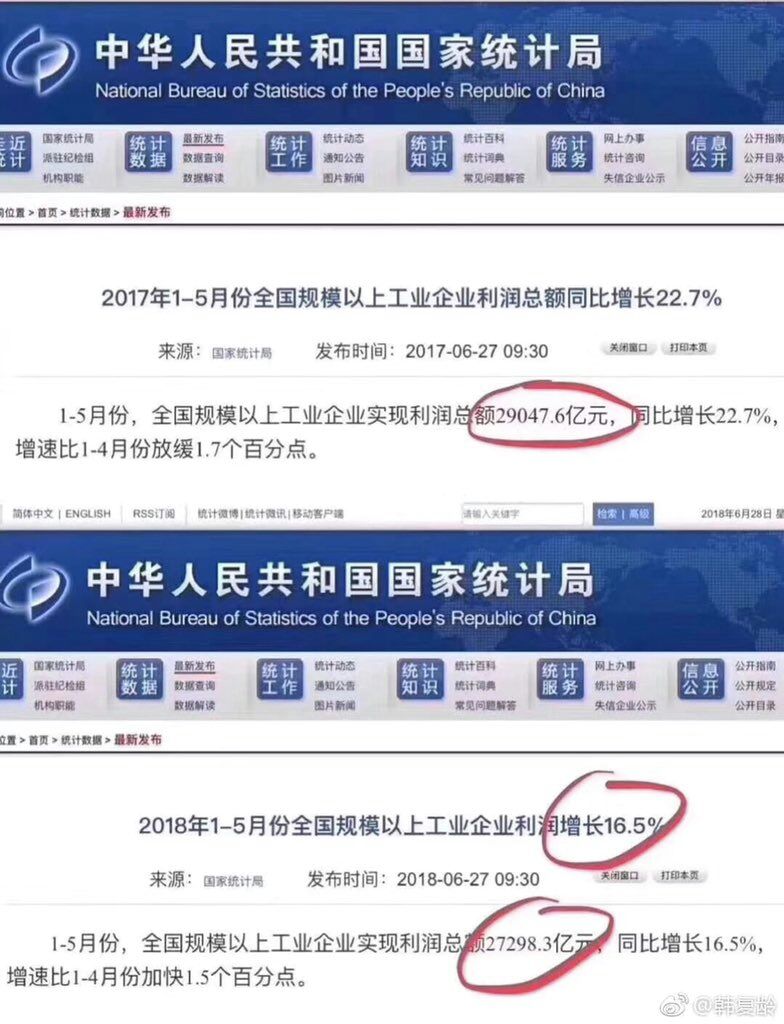 中华人民共和国国家统计局
National Bureau of Statistics of the People's Republic of China
走近统计 国家统计局 派驻纪检组 机构职能
统计数据 最新发布 数据查询 数据解读
统计工作 统计动态 通知公告 图片新闻
统计知识 统计百科 统计词典 常见问题解答
统计服务 网上办事 统计咨询 失信企业公示
信息公开 公开指南 公开目录 公开年报
前位置 > 首页 > 统计数据 > 最新发布
2017年1-5月份全国规模以上工业企业利润总额同比增长22.7%
来源：国家统计局 发布时间：2017-06-27 09:30 关闭窗口 打印本页
1-5月份，全国规模以上工业企业实现利润总额29047.6亿元，同比增长22.7%，
增速比1-4月份放缓1.7个百分点。
简体中文 | ENGLISH RSS订阅 统计微博 | 统计微讯 | 移动客户端 请输入关键字 检索 | 高级 2018年6月28日 星
中华人民共和国国家统计局
National Bureau of Statistics of the People's Republic of China
近计 国家统计局 派驻纪检组 机构职能
统计数据 最新发布 数据查询 数据解读
统计工作 统计动态 通知公告 图片新闻
统计知识 统计百科 统计词典 常见问题解答
统计服务 网上办事 统计咨询 失信企业公示
信息公开 公开指南 公开规定 公开目录
位置 > 首页 > 统计数据 > 最新发布
2018年1-5月份全国规模以上工业企业利润增长16.5%
来源：国家统计局 发布时间：2018-06-27 09:30 关闭窗口 打印本页
1-5月份，全国规模以上工业企业实现利润总额27298.3亿元，同比增长16.5%，
增速比1-4月份加快1.5个百分点。
@韩复龄